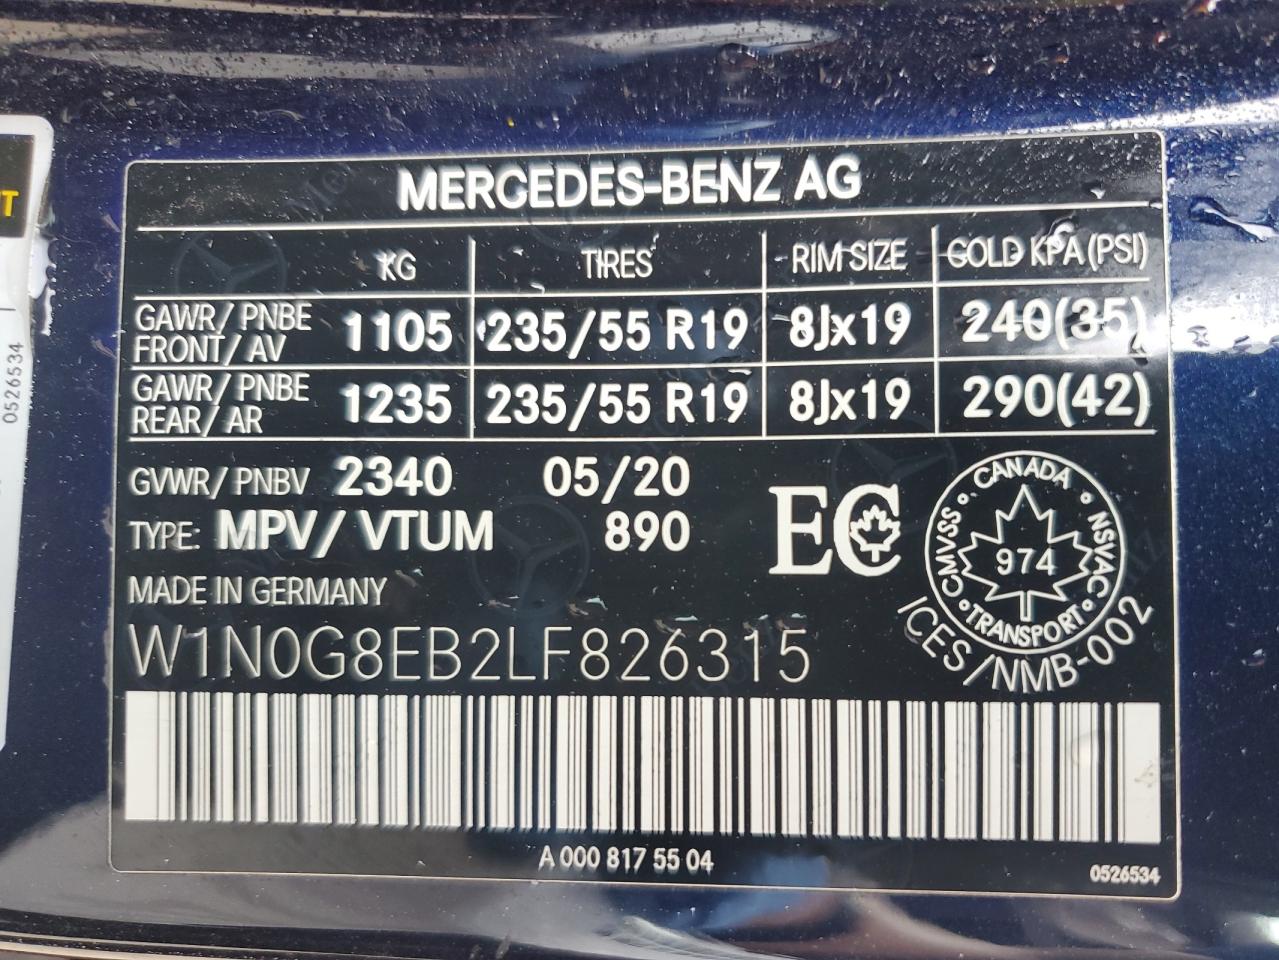 MERCEDES-BENZ AG
KG TIRES RIM SIZE COLD KPA (PSI)
GAWR/PNBE FRONT/AV 1105 235/55 R19 8Jx19 240(35)
GAWR/PNBE REAR/AR 1235 235/55 R19 8Jx19 290(42)
GVWR/PNBV 2340 05/20
TYPE: MPV/VTUM 890
MADE IN GERMANY
W1N0G8EB2LF826315
EC
CANADA
CMVSS 974 NSVAC
TRANSPORT
ICES/NMB-002
A 000 817 55 04
0526534
0526534
T